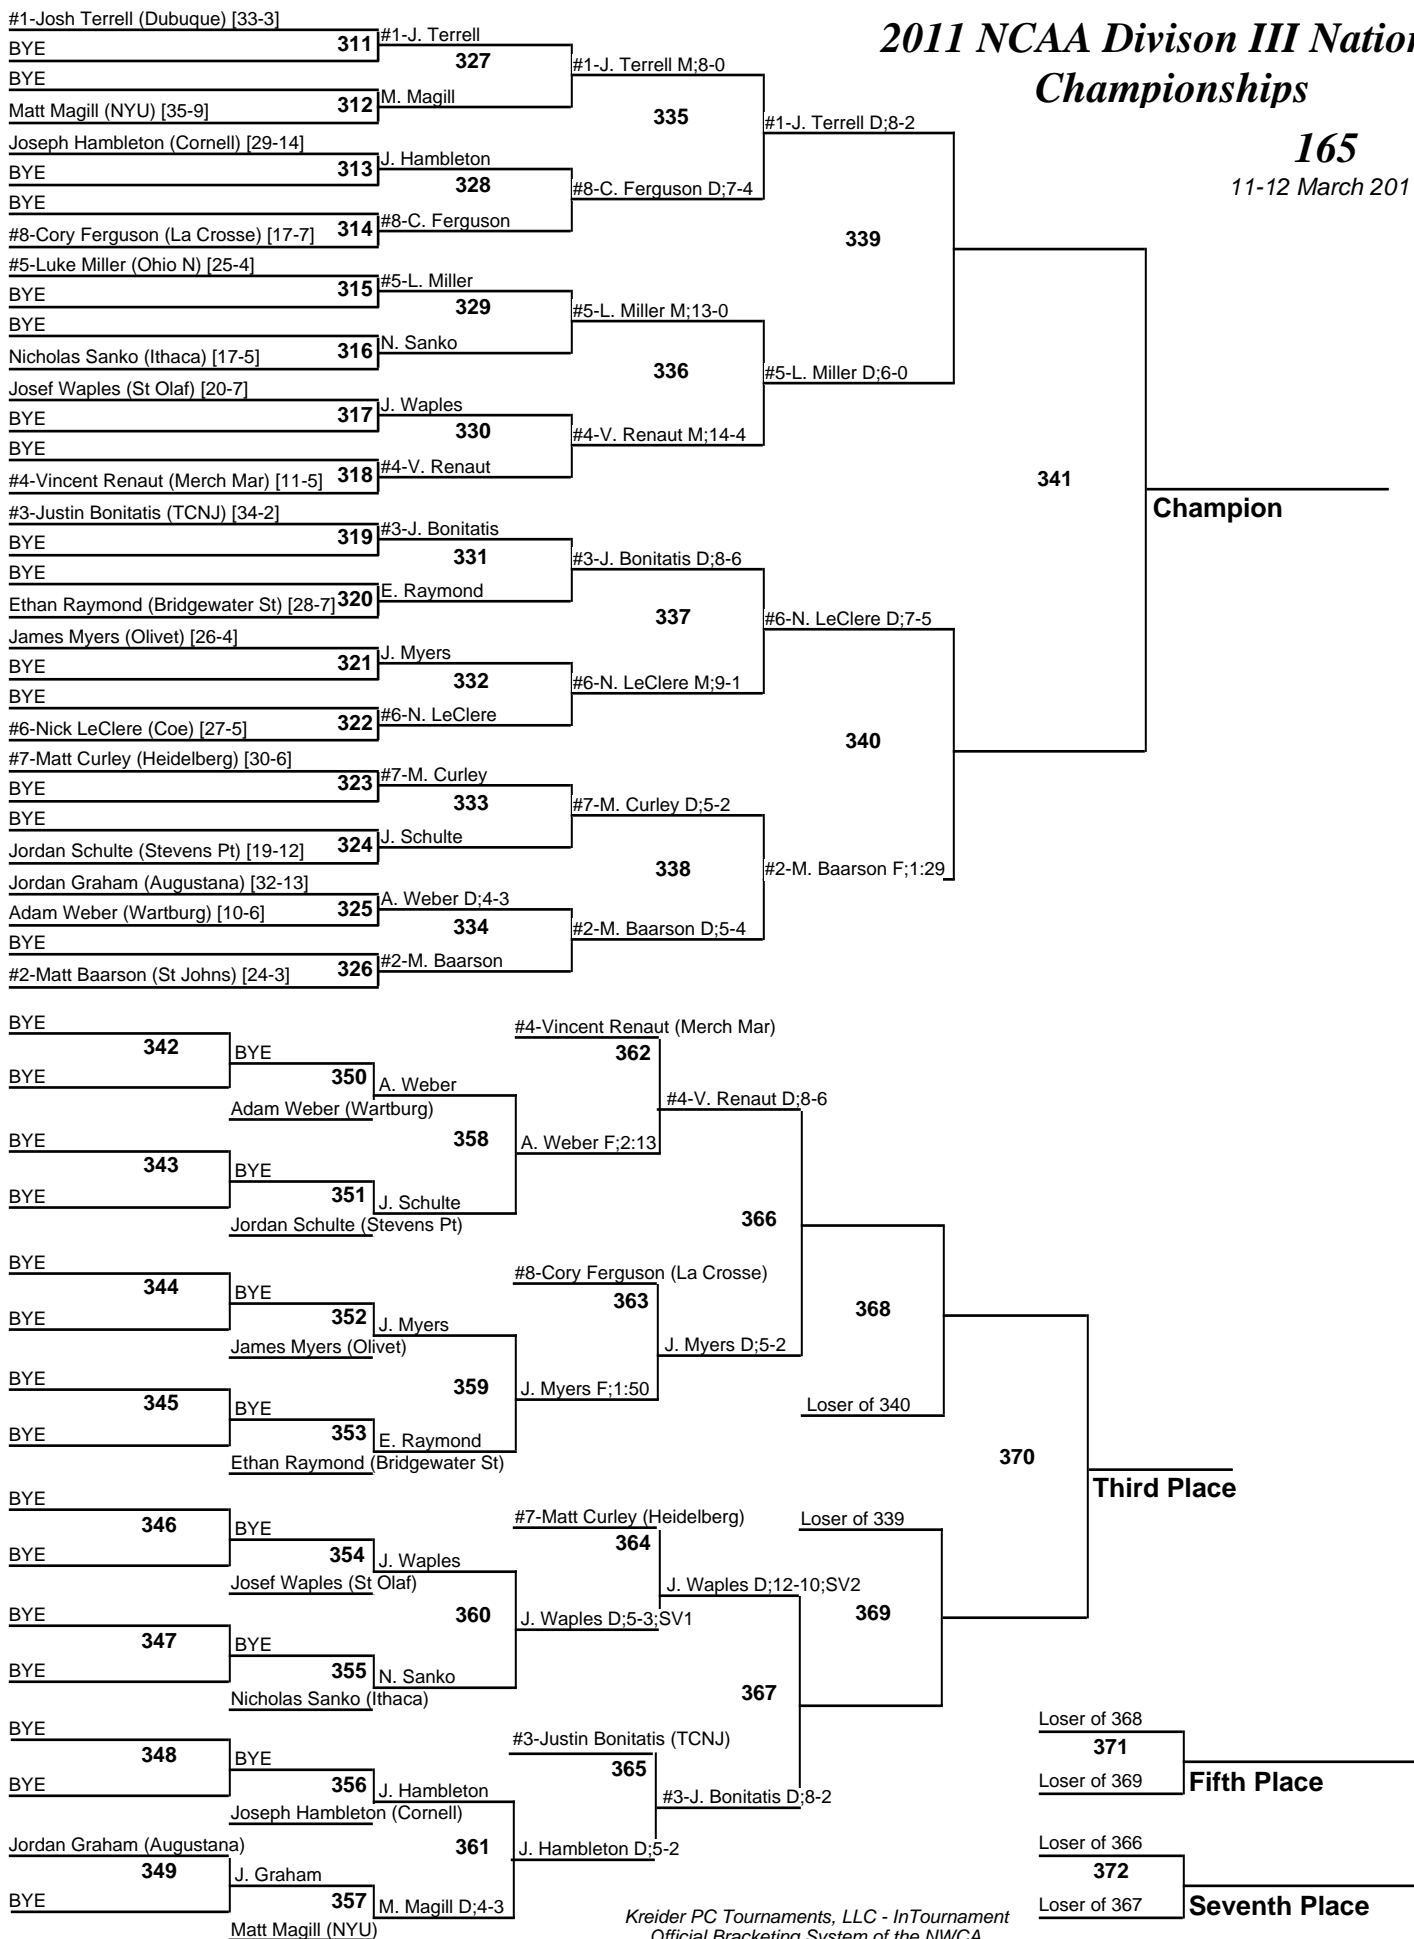 2011 NCAA Divison III Nation
Championships
165
11-12 March 201
#1-Josh Terrell (Dubuque) [33-3]
BYE
311
BYE
Matt Magill (NYU) [35-9]
312
Joseph Hambleton (Cornell) [29-14]
BYE
313
BYE
#8-Cory Ferguson (La Crosse) [17-7]
314
#5-Luke Miller (Ohio N) [25-4]
BYE
315
BYE
Nicholas Sanko (Ithaca) [17-5]
316
Josef Waples (St Olaf) [20-7]
BYE
317
BYE
#4-Vincent Renaut (Merch Mar) [11-5]
318
#3-Justin Bonitatis (TCNJ) [34-2]
BYE
319
BYE
Ethan Raymond (Bridgewater St) [28-7]
320
James Myers (Olivet) [26-4]
BYE
321
BYE
#6-Nick LeClere (Coe) [27-5]
322
#7-Matt Curley (Heidelberg) [30-6]
BYE
323
BYE
Jordan Schulte (Stevens Pt) [19-12]
324
Jordan Graham (Augustana) [32-13]
Adam Weber (Wartburg) [10-6]
325
BYE
#2-Matt Baarson (St Johns) [24-3]
326
#1-J. Terrell
327
M. Magill
J. Hambleton
328
#8-C. Ferguson
#5-L. Miller
329
N. Sanko
J. Waples
330
#4-V. Renaut
#3-J. Bonitatis
331
E. Raymond
J. Myers
332
#6-N. LeClere
#7-M. Curley
333
J. Schulte
A. Weber D;4-3
334
#2-M. Baarson
#1-J. Terrell M;8-0
335
#8-C. Ferguson D;7-4
#5-L. Miller M;13-0
336
#4-V. Renaut M;14-4
#3-J. Bonitatis D;8-6
337
#6-N. LeClere M;9-1
#7-M. Curley D;5-2
338
#2-M. Baarson D;5-4
#1-J. Terrell D;8-2
339
#5-L. Miller D;6-0
#6-N. LeClere D;7-5
340
#2-M. Baarson F;1:29
341
Champion
BYE
342
BYE
BYE
343
BYE
BYE
344
BYE
BYE
345
BYE
BYE
346
BYE
BYE
347
BYE
BYE
348
BYE
Jordan Graham (Augustana)
349
BYE
BYE
350
Adam Weber (Wartburg)
BYE
351
Jordan Schulte (Stevens Pt)
BYE
352
James Myers (Olivet)
BYE
353
Ethan Raymond (Bridgewater St)
BYE
354
Josef Waples (St Olaf)
BYE
355
Nicholas Sanko (Ithaca)
BYE
356
Joseph Hambleton (Cornell)
J. Graham
357
Matt Magill (NYU)
A. Weber
358
J. Schulte
J. Myers
359
E. Raymond
J. Waples
360
N. Sanko
J. Hambleton
361
M. Magill D;4-3
#4-Vincent Renaut (Merch Mar)
362
A. Weber F;2:13
#8-Cory Ferguson (La Crosse)
363
J. Myers F;1:50
#7-Matt Curley (Heidelberg)
364
J. Waples D;5-3;SV1
#3-Justin Bonitatis (TCNJ)
365
J. Hambleton D;5-2
#4-V. Renaut D;8-6
366
J. Myers D;5-2
J. Waples D;12-10;SV2
367
#3-J. Bonitatis D;8-2
368
Loser of 340
Loser of 339
369
370
Third Place
Loser of 368
371
Loser of 369
Fifth Place
Loser of 366
372
Loser of 367
Seventh Place
Kreider PC Tournaments, LLC - InTournament
Official Bracketing System of the NWCA